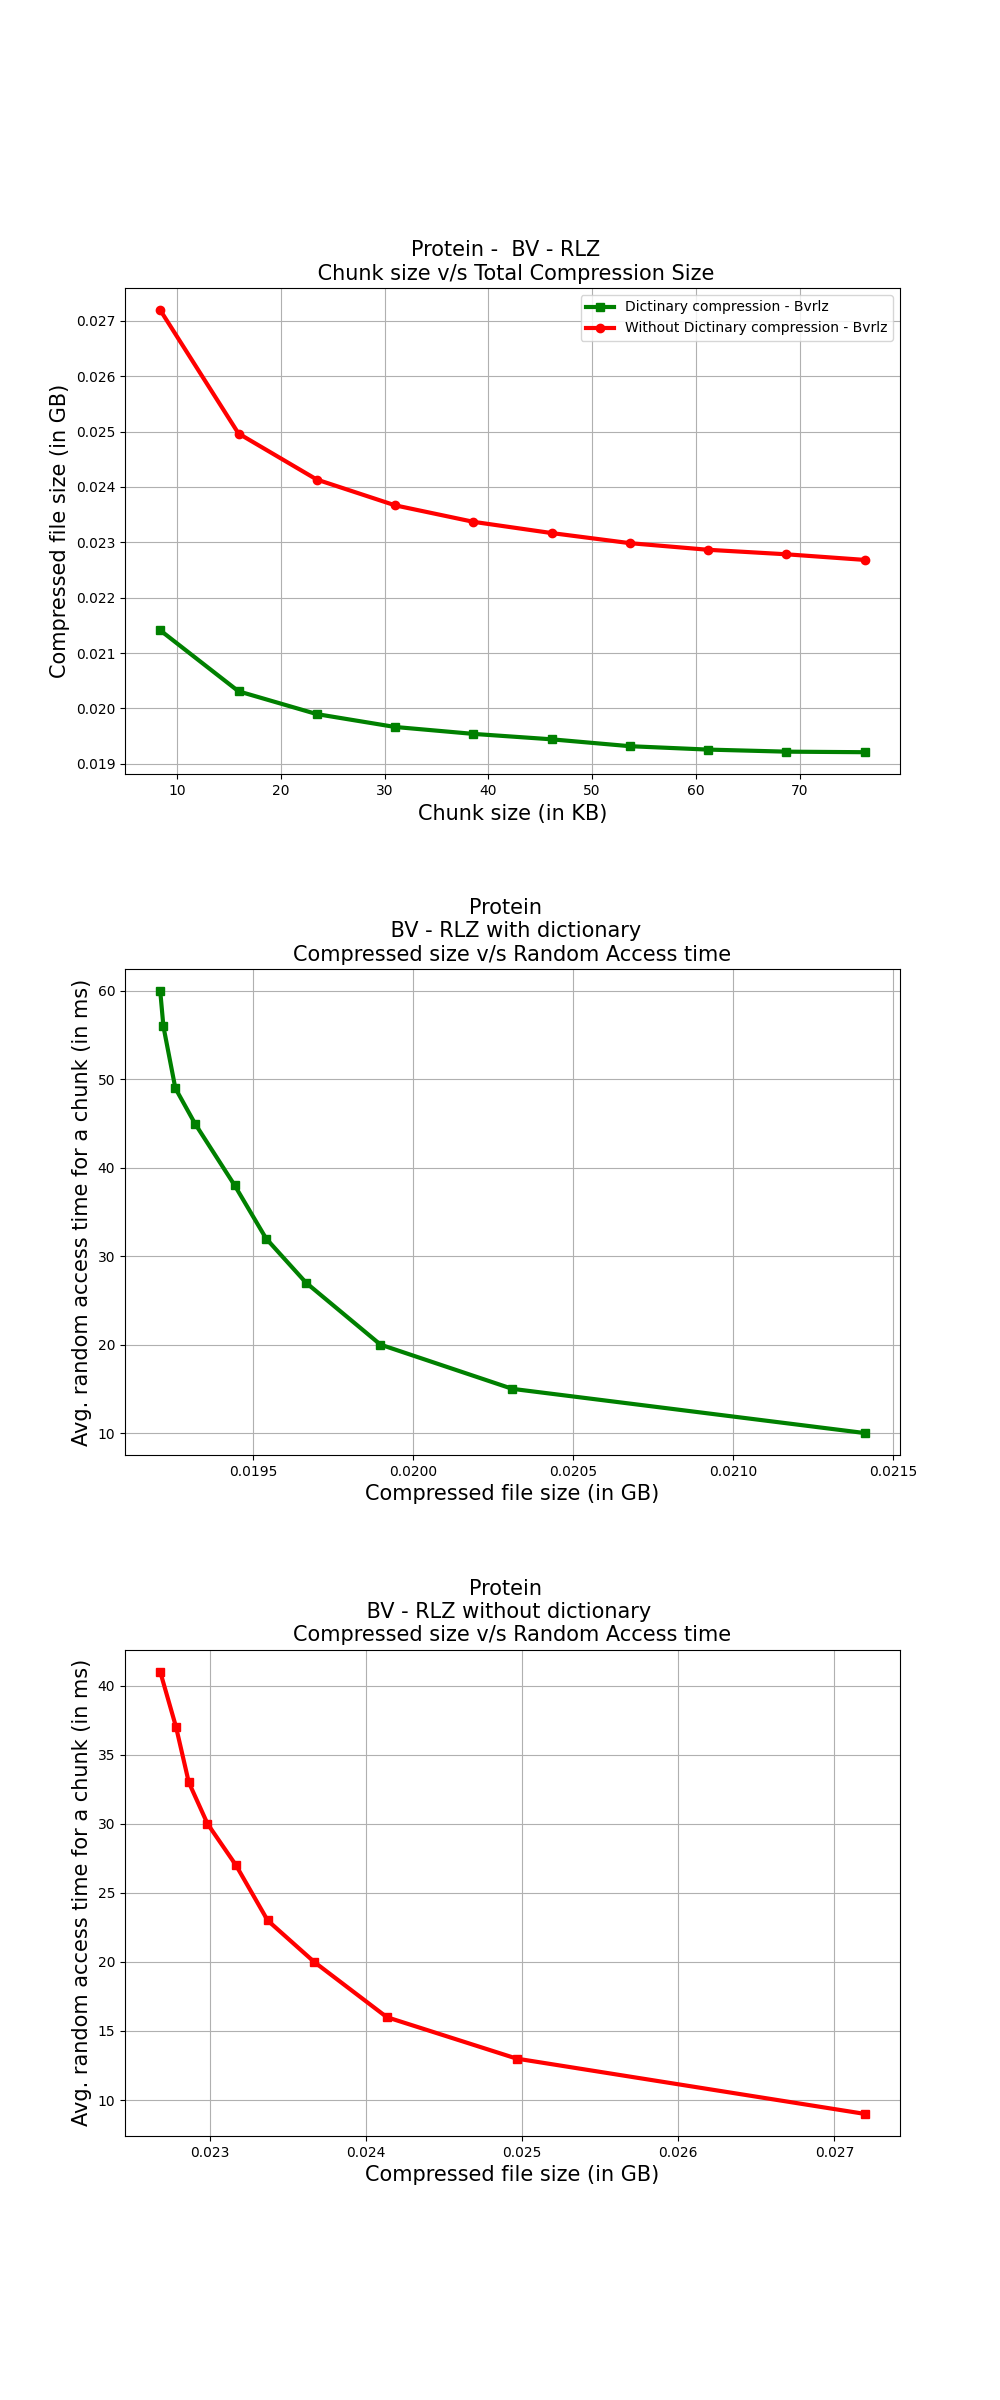 Protein -  BV - RLZ
Chunk size v/s Total Compression Size
Dictinary compression - Bvrlz
Without Dictinary compression - Bvrlz
Compressed file size (in GB)
0.027
0.026
0.025
0.024
0.023
0.022
0.021
0.020
0.019
10 20 30 40 50 60 70
Chunk size (in KB)
Protein
BV - RLZ with dictionary
Compressed size v/s Random Access time
Avg. random access time for a chunk (in ms)
60
50
40
30
20
10
0.0195 0.0200 0.0205 0.0210 0.0215
Compressed file size (in GB)
Protein
BV - RLZ without dictionary
Compressed size v/s Random Access time
Avg. random access time for a chunk (in ms)
40
35
30
25
20
15
10
0.023 0.024 0.025 0.026 0.027
Compressed file size (in GB)